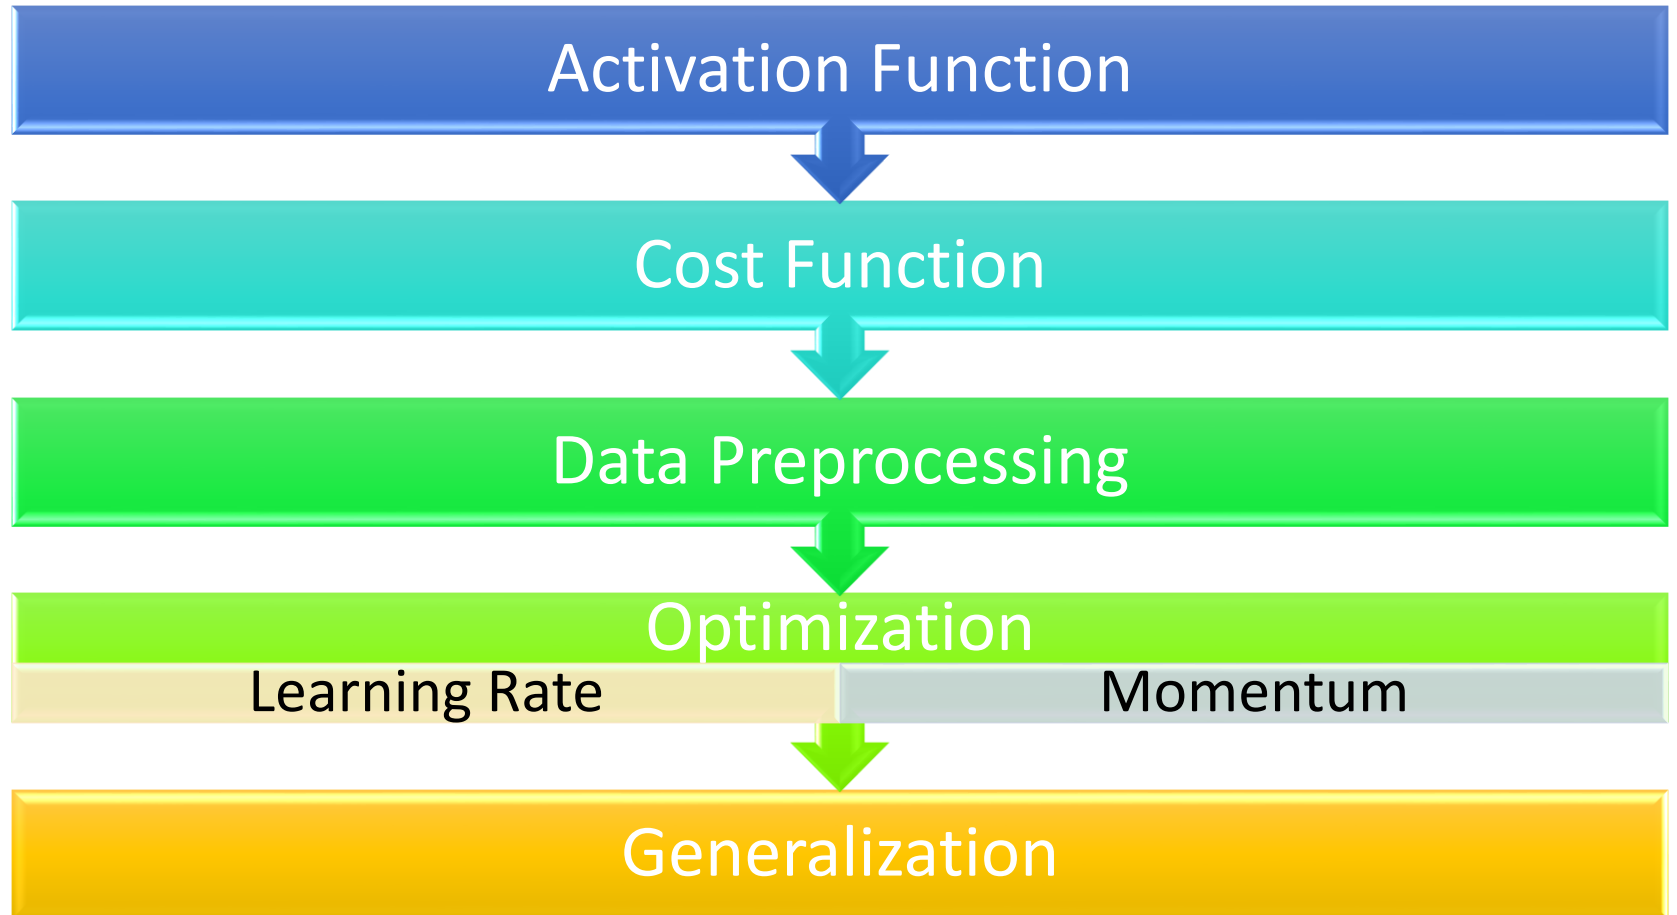 Activation Function
Cost Function
Data Preprocessing
Optimization
Learning Rate
Momentum
Generalization